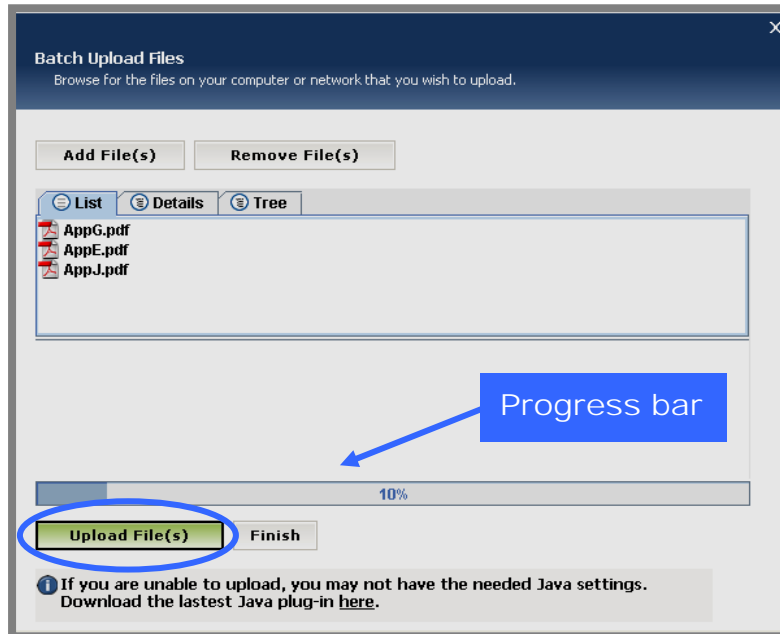 X
Batch Upload Files
Browse for the files on your computer or network that you wish to upload.
Add File(s) Remove File(s)
List Details Tree
AppG.pdf
AppE.pdf
AppJ.pdf
Progress bar
10%
Upload File(s) Finish
If you are unable to upload, you may not have the needed Java settings.
Download the lastest Java plug-in here.